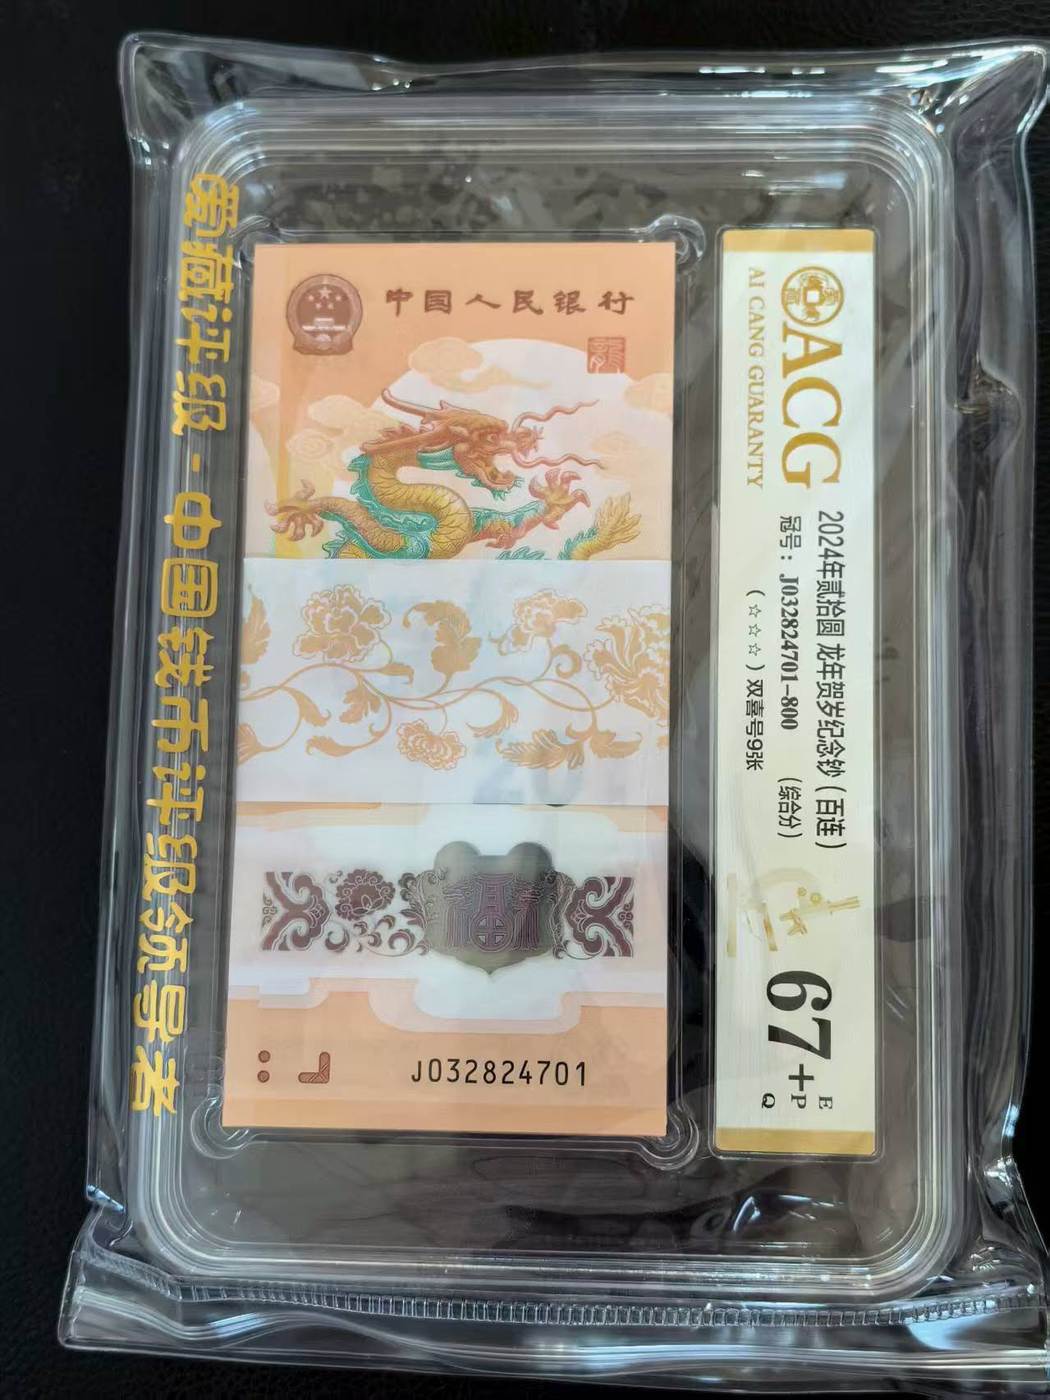 爱藏评级-中国钱币评级领导者
中国人民银行
龍
福
J032824701
ACG
AI CANG GUARANTY
2024年贰拾圆 龙年贺岁纪念钞(百连)
冠号:J032824701-800 (综合分)
(☆☆☆)双喜号9张
67+
E
P
Q